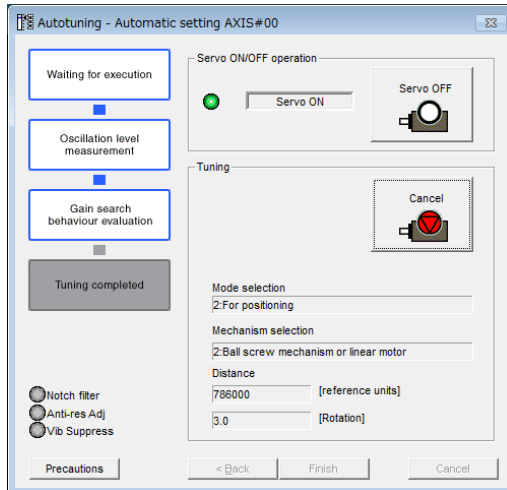 Autotuning - Automatic setting AXIS#00
Waiting for execution
Oscillation level
measurement
Gain search
behaviour evaluation
Tuning completed
Notch filter
Anti-res Adj
Vib Suppress
Precautions
Servo ON/OFF operation
Servo ON
Servo OFF
Tuning
Cancel
Mode selection
2:For positioning
Mechanism selection
2:Ball screw mechanism or linear motor
Distance
786000 [reference units]
3.0 [Rotation]
< Back Finish Cancel